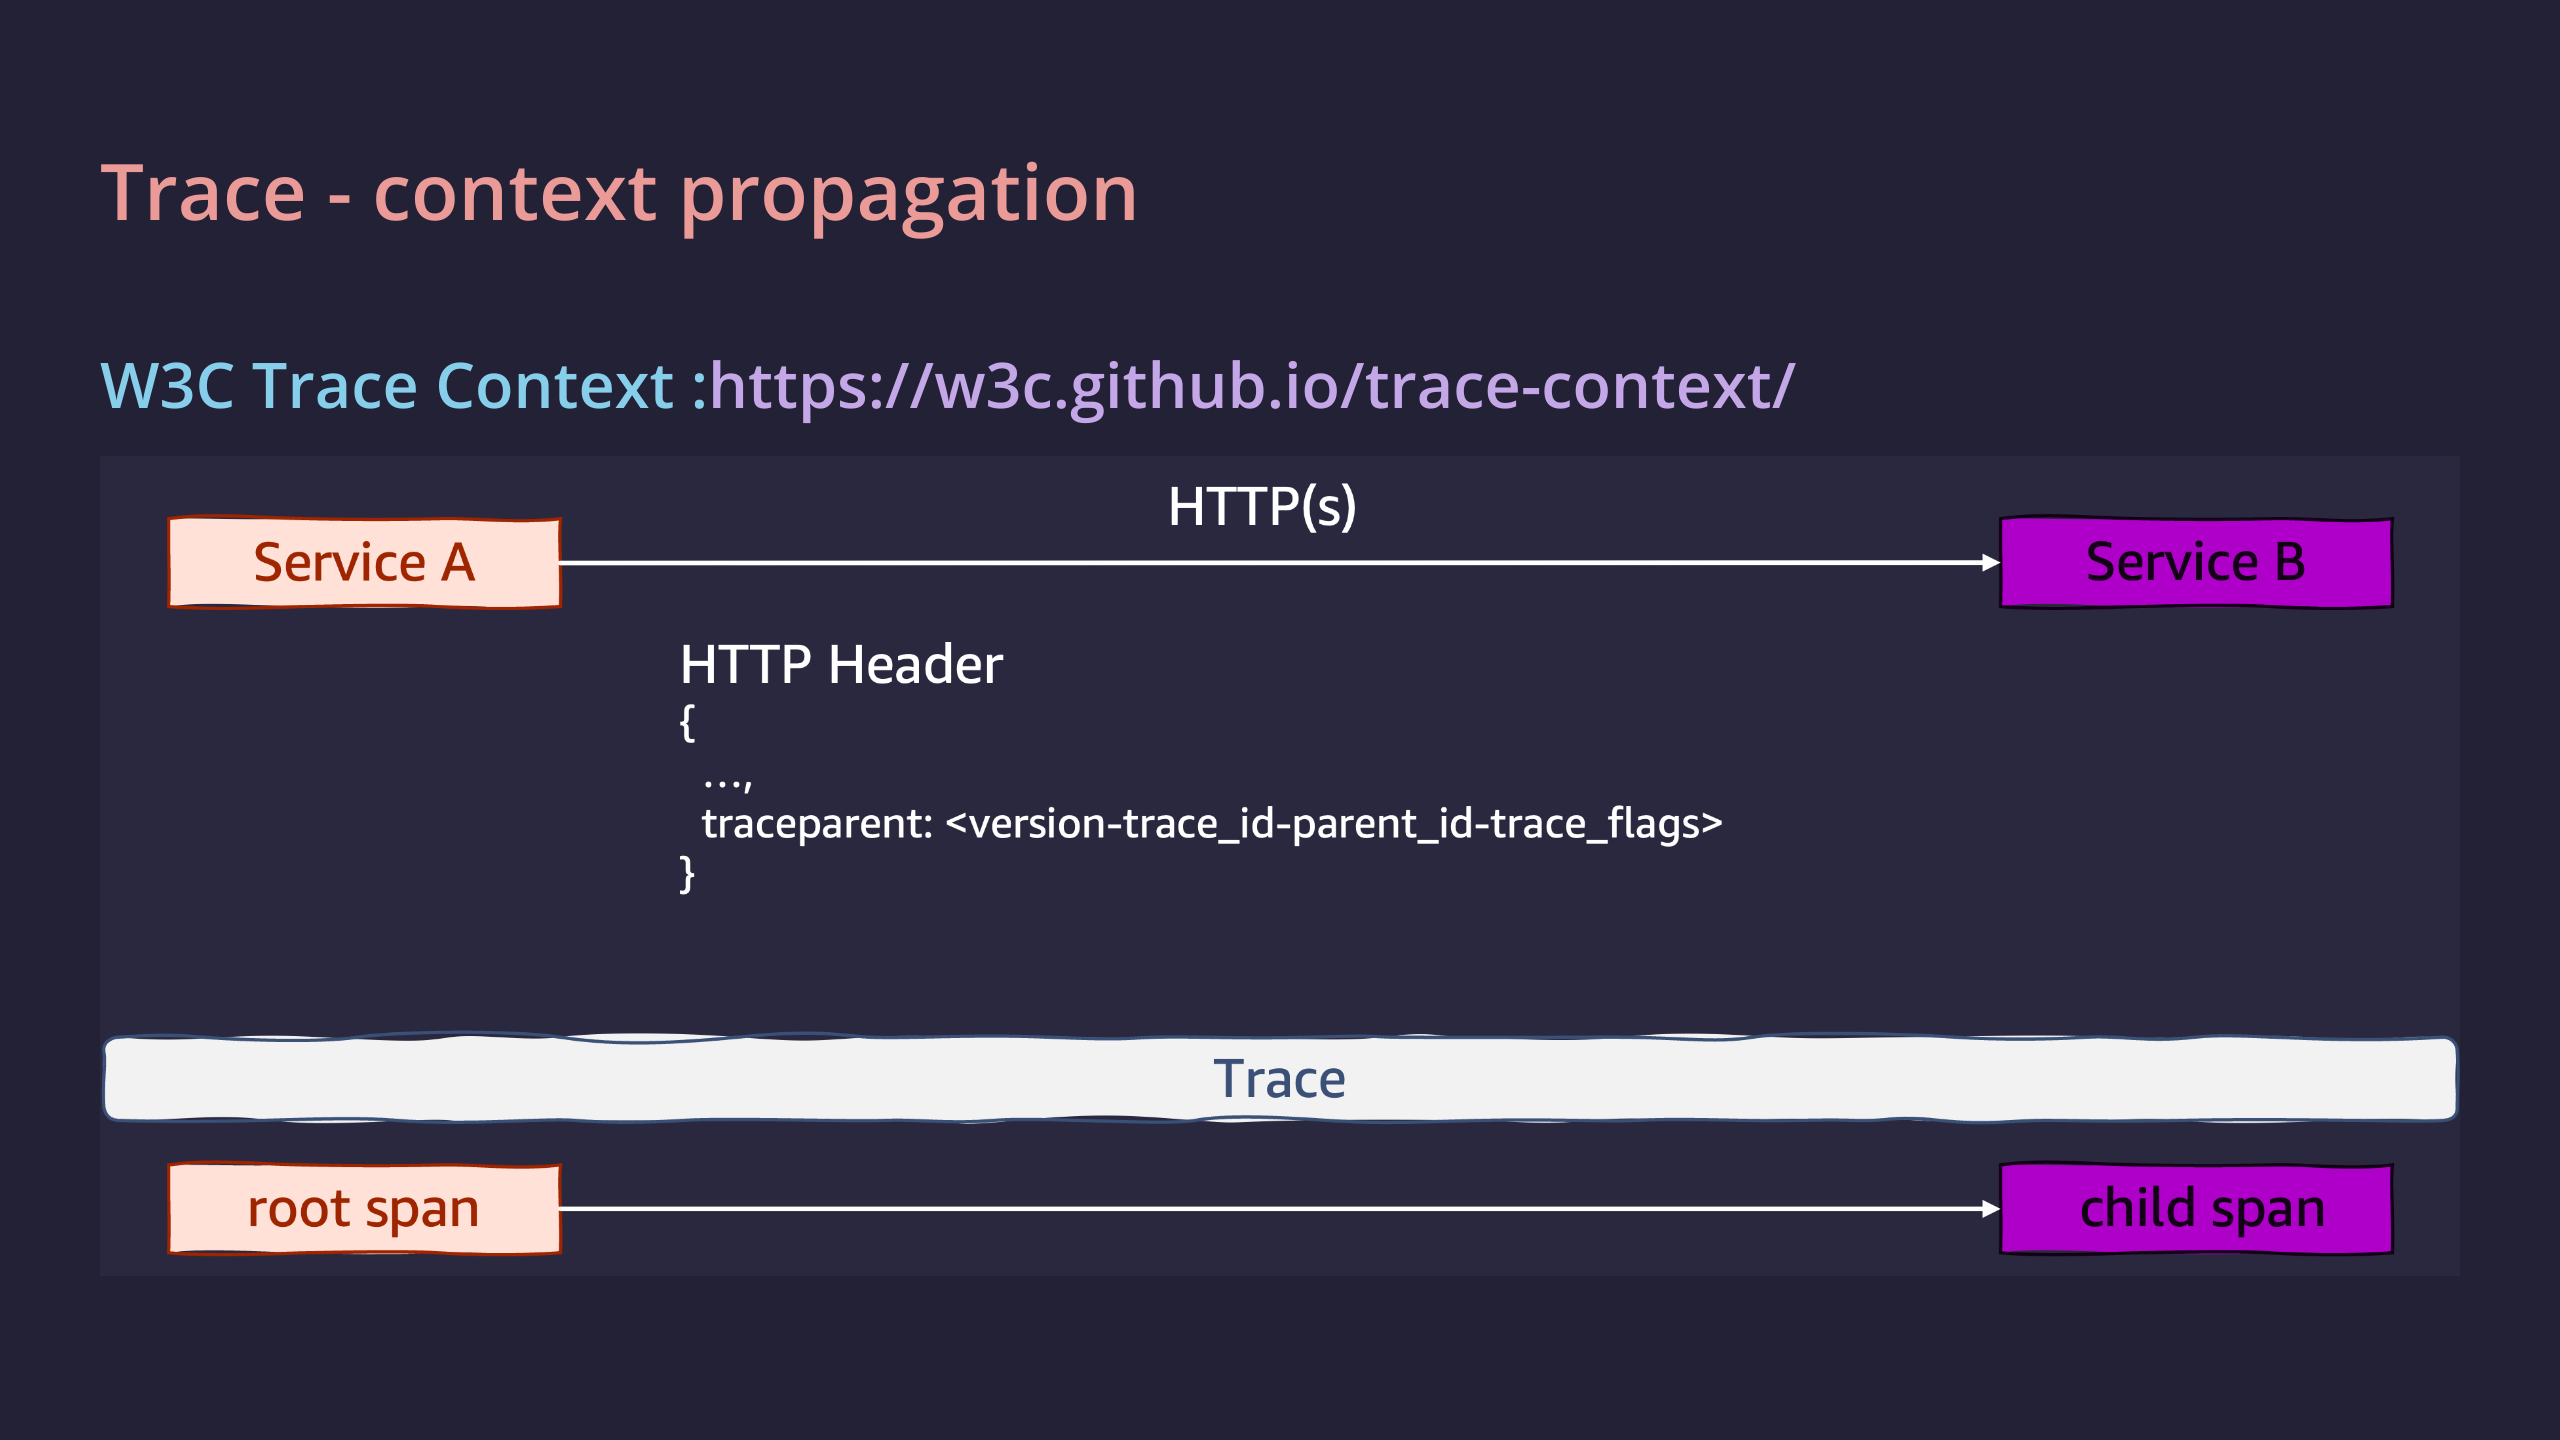 Trace - context propagation
W3C Trace Context :https://w3c.github.io/trace-context/
HTTP(s)
Service A
Service B
HTTP Header
{
…,
traceparent: <version-trace_id-parent_id-trace_flags>
}
Trace
root span
child span